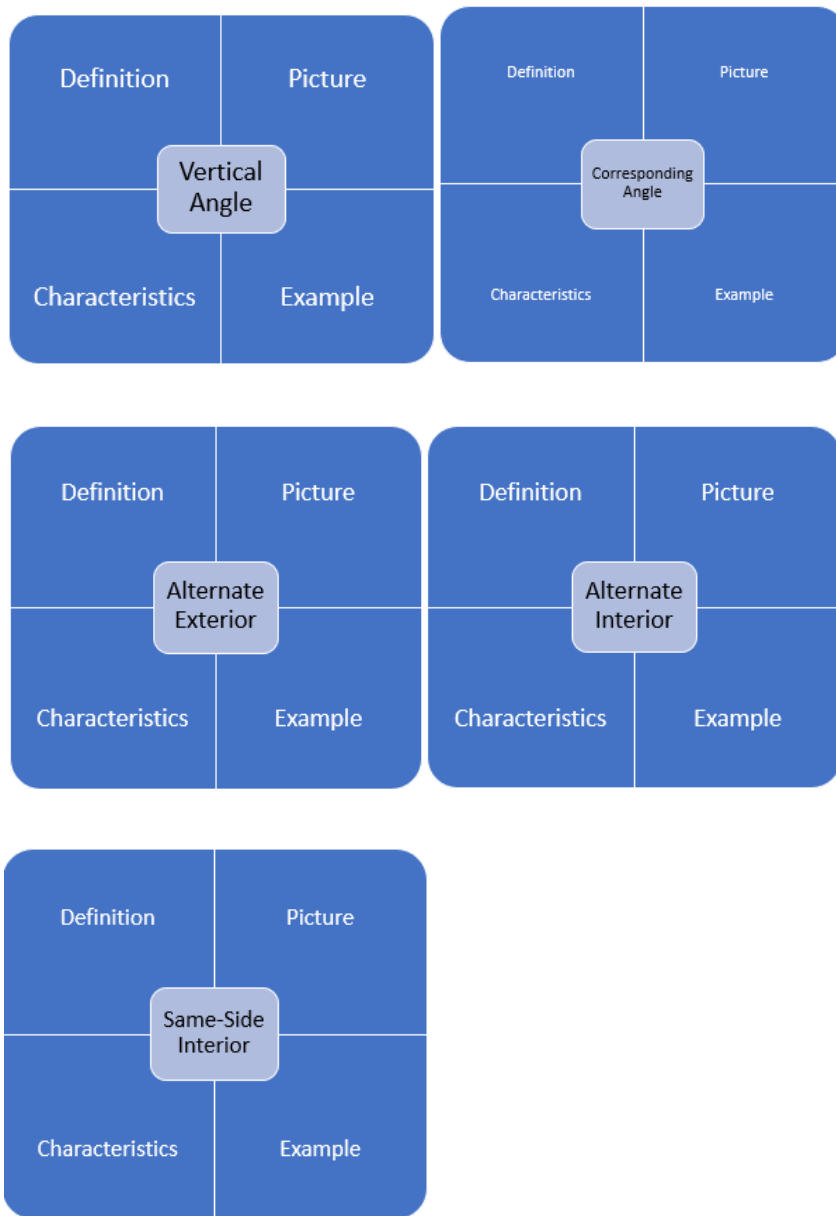 Definition
Picture
Vertical
Angle
Characteristics
Example
Definition
Picture
Corresponding
Angle
Characteristics
Example
Definition
Picture
Alternate
Exterior
Characteristics
Example
Definition
Picture
Alternate
Interior
Characteristics
Example
Definition
Picture
Same-Side
Interior
Characteristics
Example